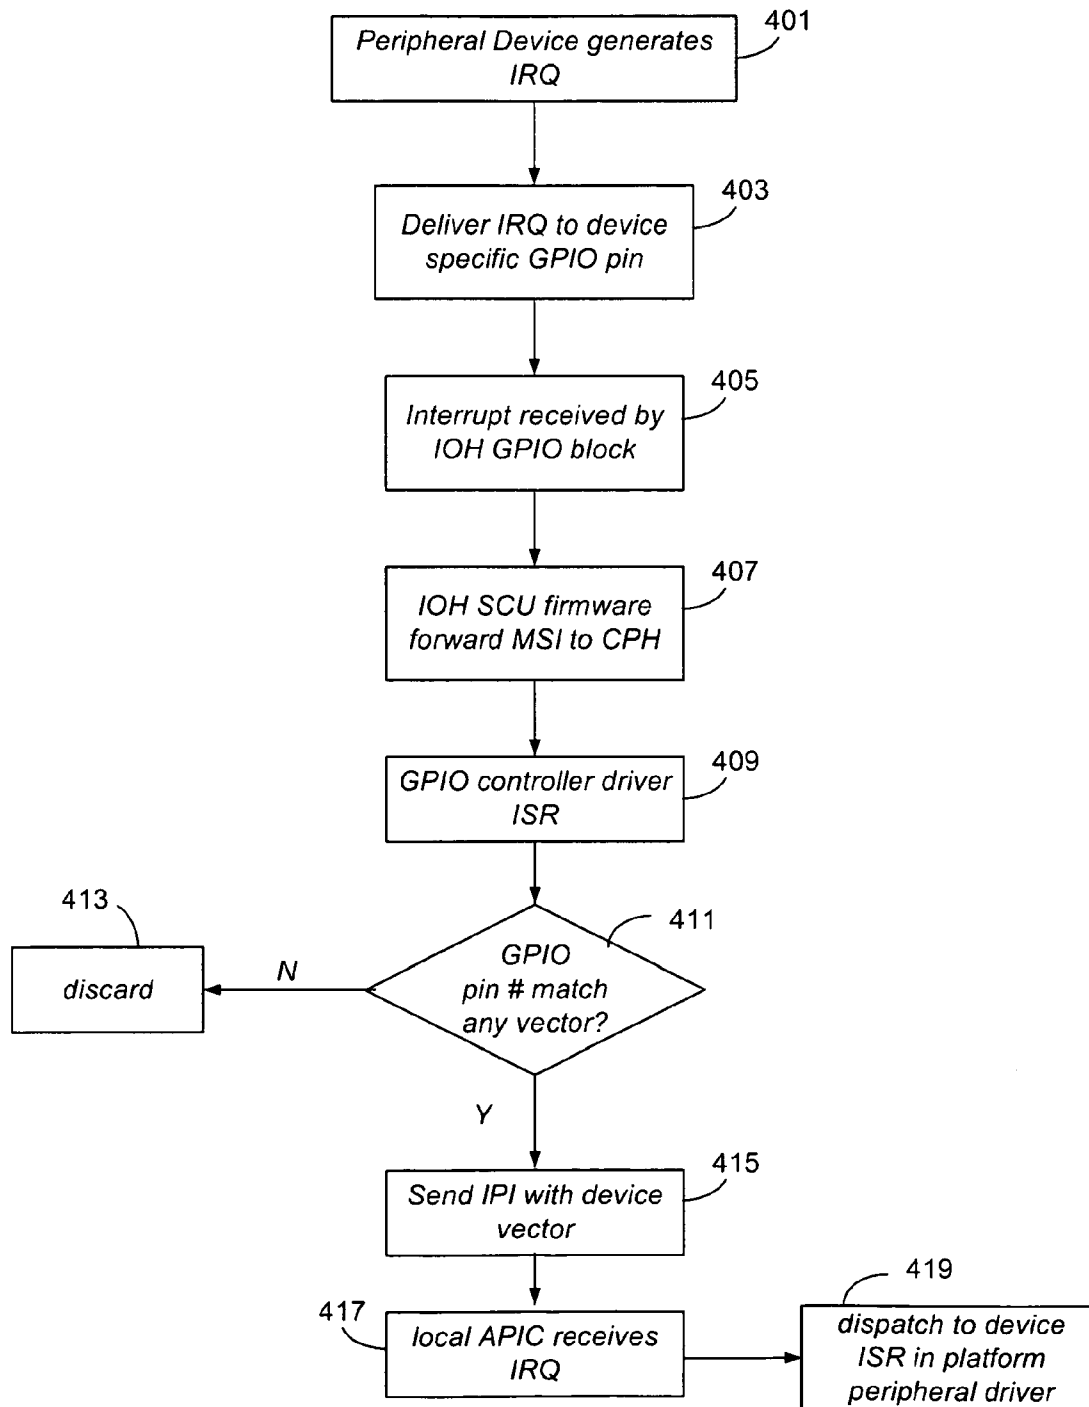 401
Peripheral Device generates
IRQ
403
Deliver IRQ to device
specific GPIO pin
405
Interrupt received by
IOH GPIO block
407
IOH SCU firmware
forward MSI to CPH
409
GPIO controller driver
ISR
413
discard
N
411
GPIO
pin # match
any vector?
Y
415
Send IPI with device
vector
417
local APIC receives
IRQ
419
dispatch to device
ISR in platform
peripheral driver